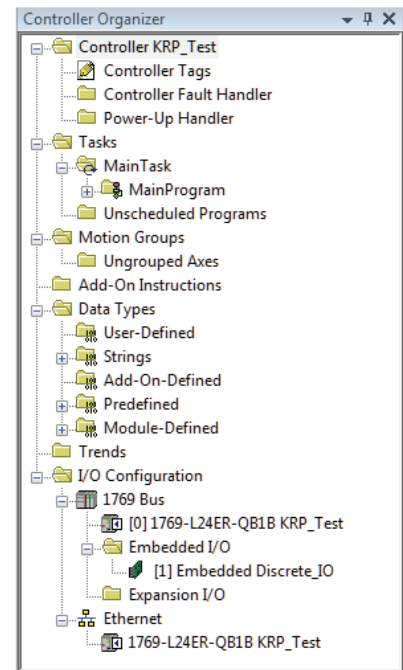 Controller Organizer
Controller KRP_Test
Controller Tags
Controller Fault Handler
Power-Up Handler
Tasks
MainTask
MainProgram
Unscheduled Programs
Motion Groups
Ungrouped Axes
Add-On Instructions
Data Types
User-Defined
Strings
Add-On-Defined
Predefined
Module-Defined
Trends
I/O Configuration
1769 Bus
[0] 1769-L24ER-QB1B KRP_Test
Embedded I/O
[1] Embedded Discrete_IO
Expansion I/O
Ethernet
1769-L24ER-QB1B KRP_Test